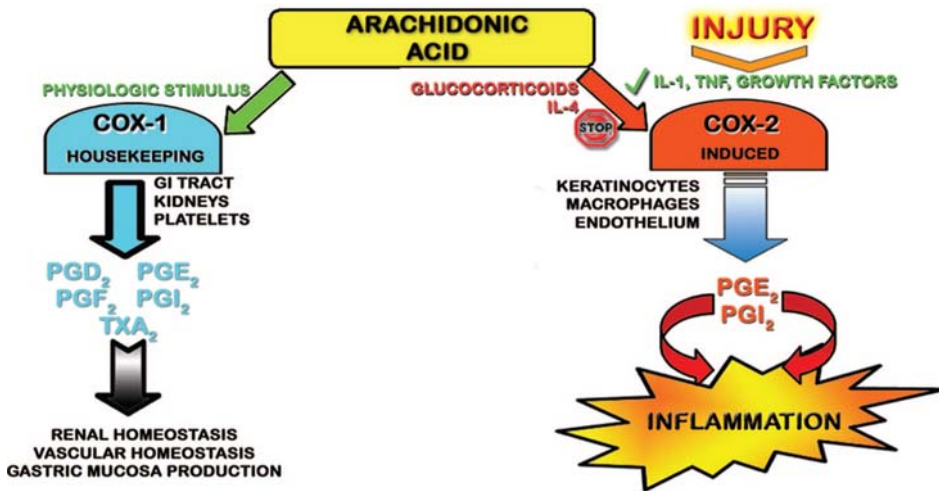 ARACHIDONIC
ACID
INJURY
PHYSIOLOGIC STIMULUS
GLUCOCORTICOIDS
IL-4
STOP
IL-1, TNF, GROWTH FACTORS
COX-1
HOUSEKEEPING
COX-2
INDUCED
GI TRACT
KIDNEYS
PLATELETS
KERATINOCYTES
MACROPHAGES
ENDOTHELIUM
PGD2 PGE2
PGF2 PGI2
TXA2
PGE2
PGI2
RENAL HOMEOSTASIS
VASCULAR HOMEOSTASIS
GASTRIC MUCOSA PRODUCTION
INFLAMMATION